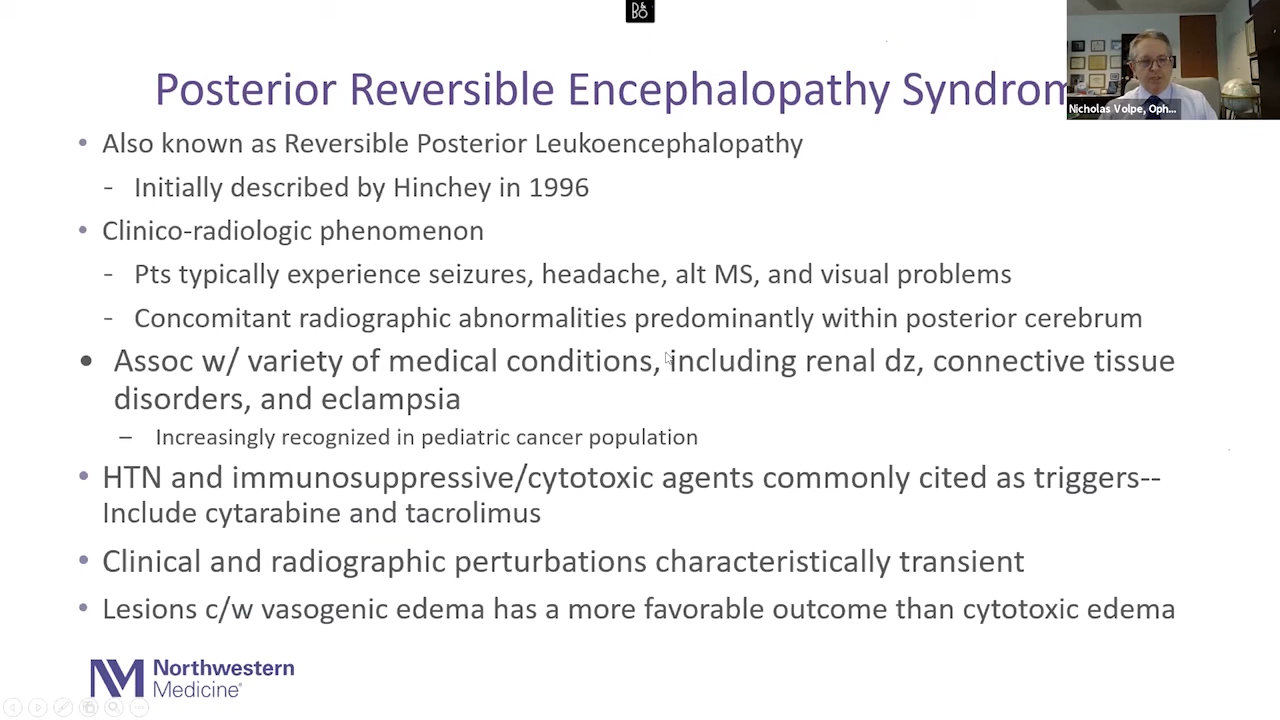 D&BO
Posterior Reversible Encephalopathy Syndrom
Nicholas Volpe, Oph...
• Also known as Reversible Posterior Leukoencephalopathy
- Initially described by Hinchey in 1996
• Clinico-radiologic phenomenon
- Pts typically experience seizures, headache, alt MS, and visual problems
- Concomitant radiographic abnormalities predominantly within posterior cerebrum
• Assoc w/ variety of medical conditions, including renal dz, connective tissue
disorders, and eclampsia
– Increasingly recognized in pediatric cancer population
• HTN and immunosuppressive/cytotoxic agents commonly cited as triggers--
Include cytarabine and tacrolimus
• Clinical and radiographic perturbations characteristically transient
• Lesions c/w vasogenic edema has a more favorable outcome than cytotoxic edema
Northwestern
Medicine®